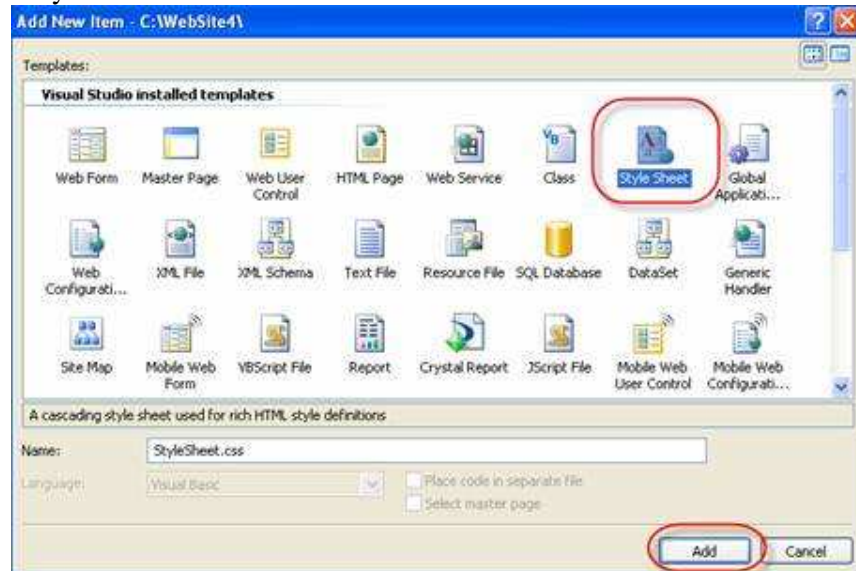 Add New Item - C:\WebSite4\
Templates:
Visual Studio installed templates
Web Form
Master Page
Web User
Control
HTML Page
Web Service
VB
Class
Style Sheet
Global
Applicati...
Web
Configurati...
XML File
XML Schema
Text File
Resource File
SQL Database
DataSet
Generic
Handler
Site Map
Mobile Web
Form
VBScript File
Report
Crystal Report
JScript File
Mobile Web
User Control
Mobile Web
Configurati...
A cascading style sheet used for rich HTML style definitions
Name:
StyleSheet.css
Language:
Visual Basic
Place code in separate file
Select master page
Add
Cancel